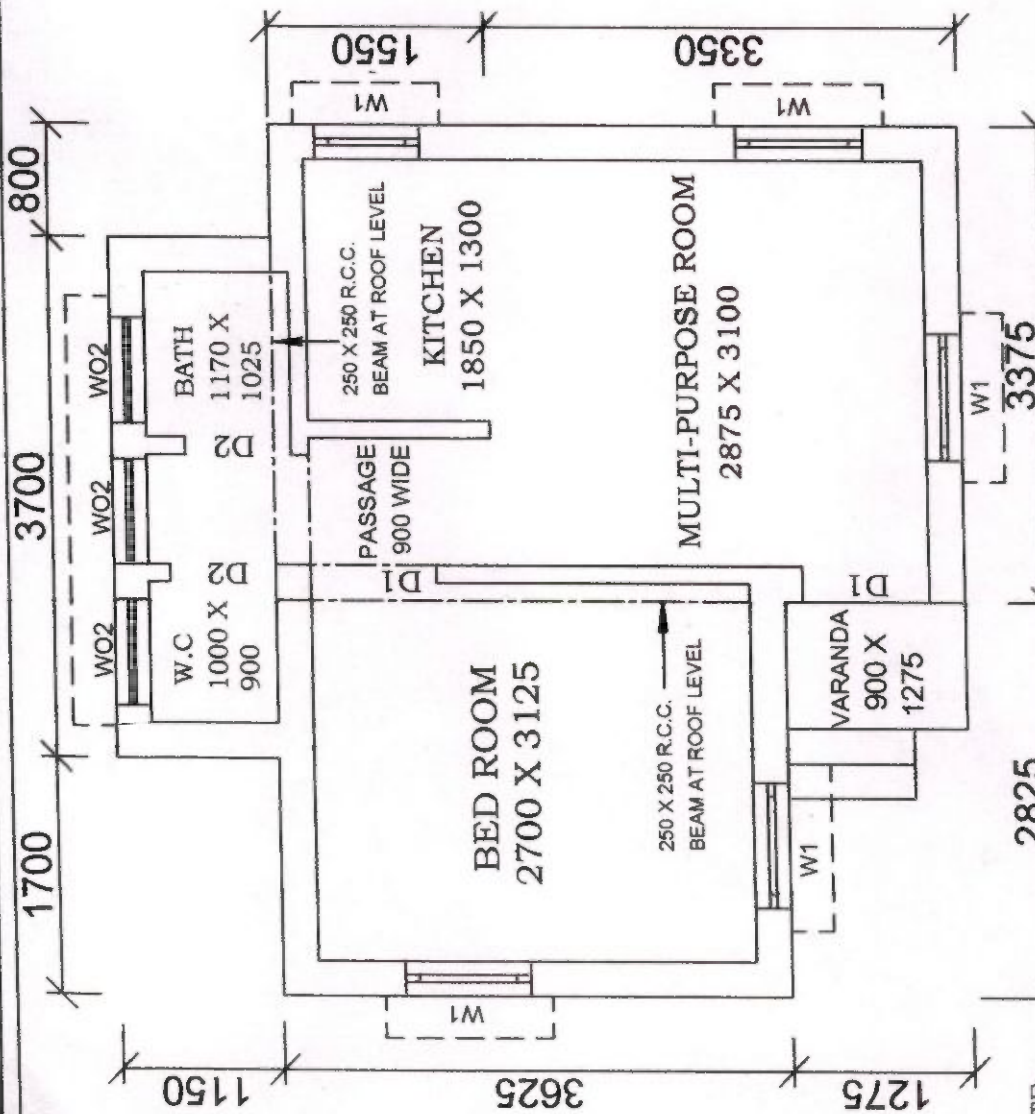 800
3700
1700
1550
3350
1150
3625
1275
3375
2825
WO2
WO2
WO2
W1
W1
W1
W1
W1
BATH
1170 X
1025
D2
D2
W.C
1000 X
900
250 X 250 R.C.C.
BEAM AT ROOF LEVEL
KITCHEN
1850 X 1300
PASSAGE
900 WIDE
D1
MULTI-PURPOSE ROOM
2875 X 3100
BED ROOM
2700 X 3125
250 X 250 R.C.C.
BEAM AT ROOF LEVEL
D1
VARANDA
900 X
1275